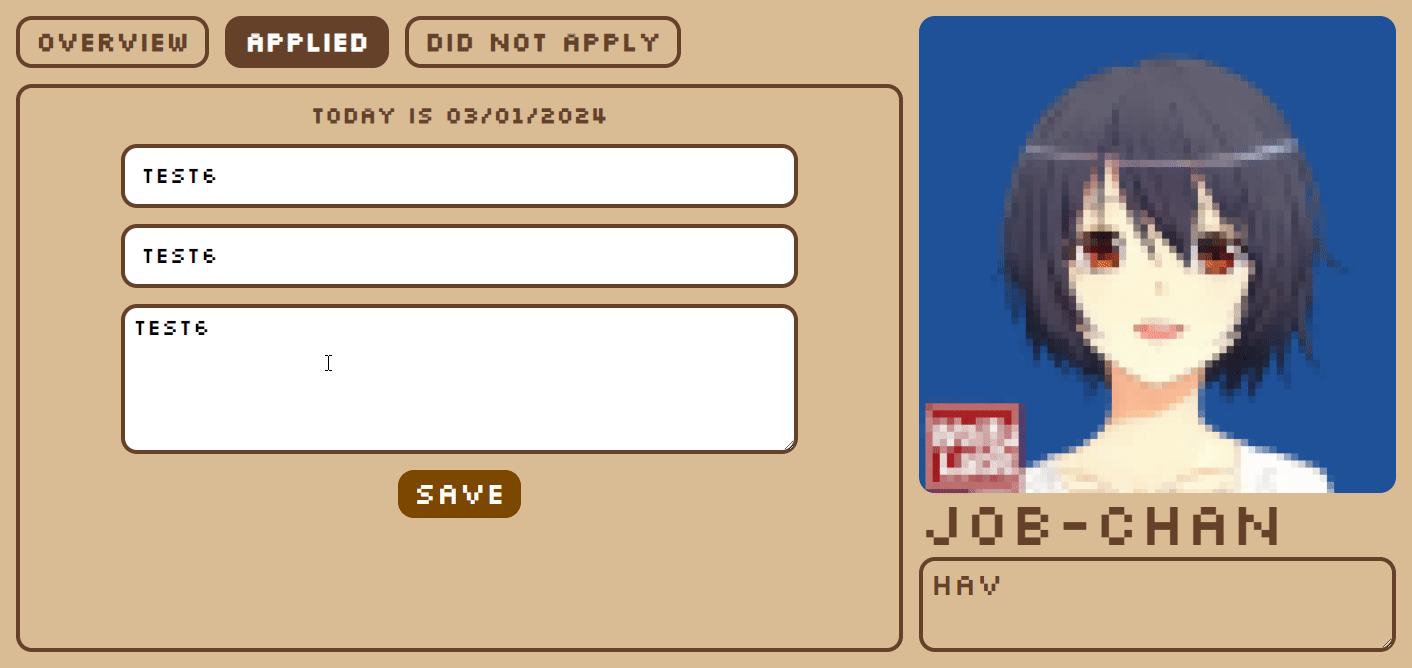 OVERVIEW
APPLIED
DID NOT APPLY
TODAY IS 03/01/2024
TEST6
TEST6
TEST6
SAVE
JOB-CHAN
HAV